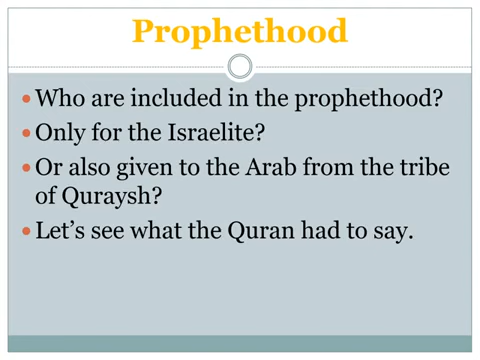 Prophethood
Who are included in the prophethood?
Only for the Israelite?
Or also given to the Arab from the tribe
of Quraysh?
Let's see what the Quran had to say.